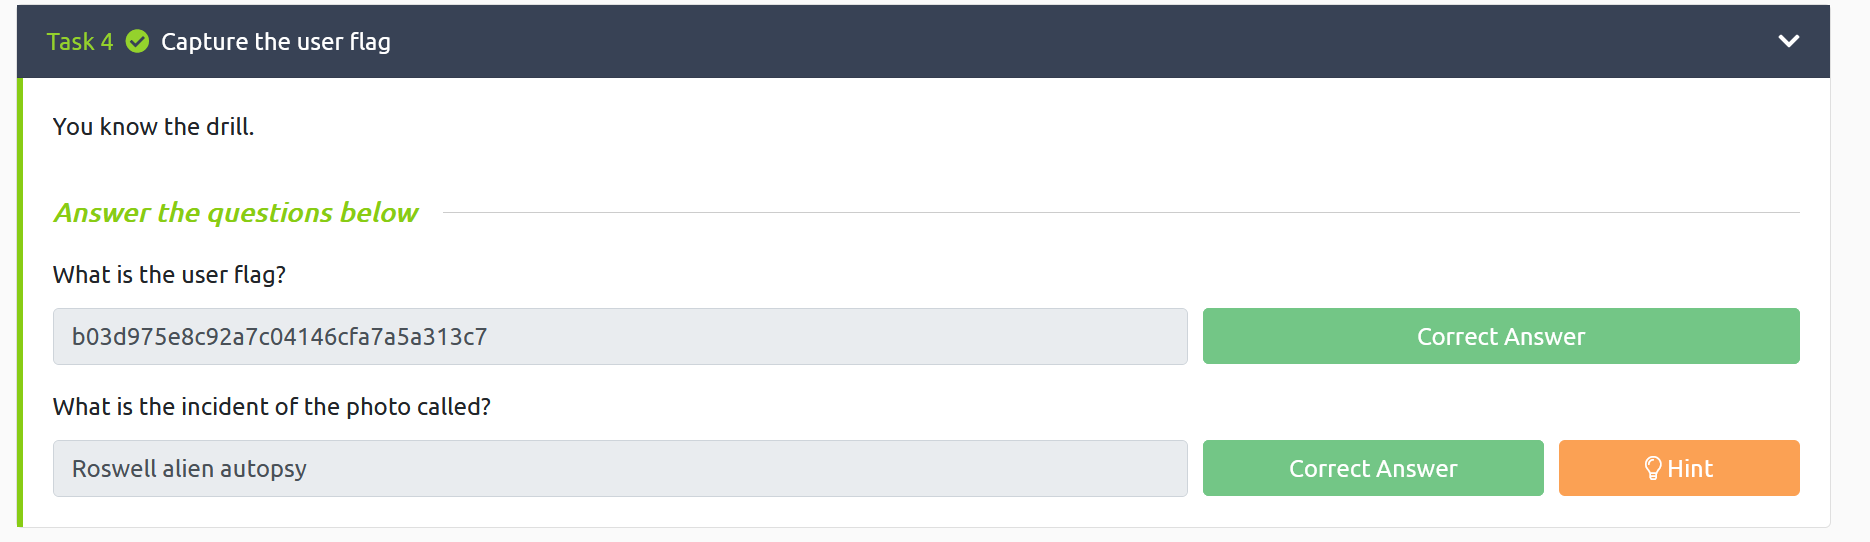 Task 4 Capture the user flag
You know the drill.
Answer the questions below
What is the user flag?
b03d975e8c92a7c04146cfa7a5a313c7 Correct Answer
What is the incident of the photo called?
Roswell alien autopsy Correct Answer Hint